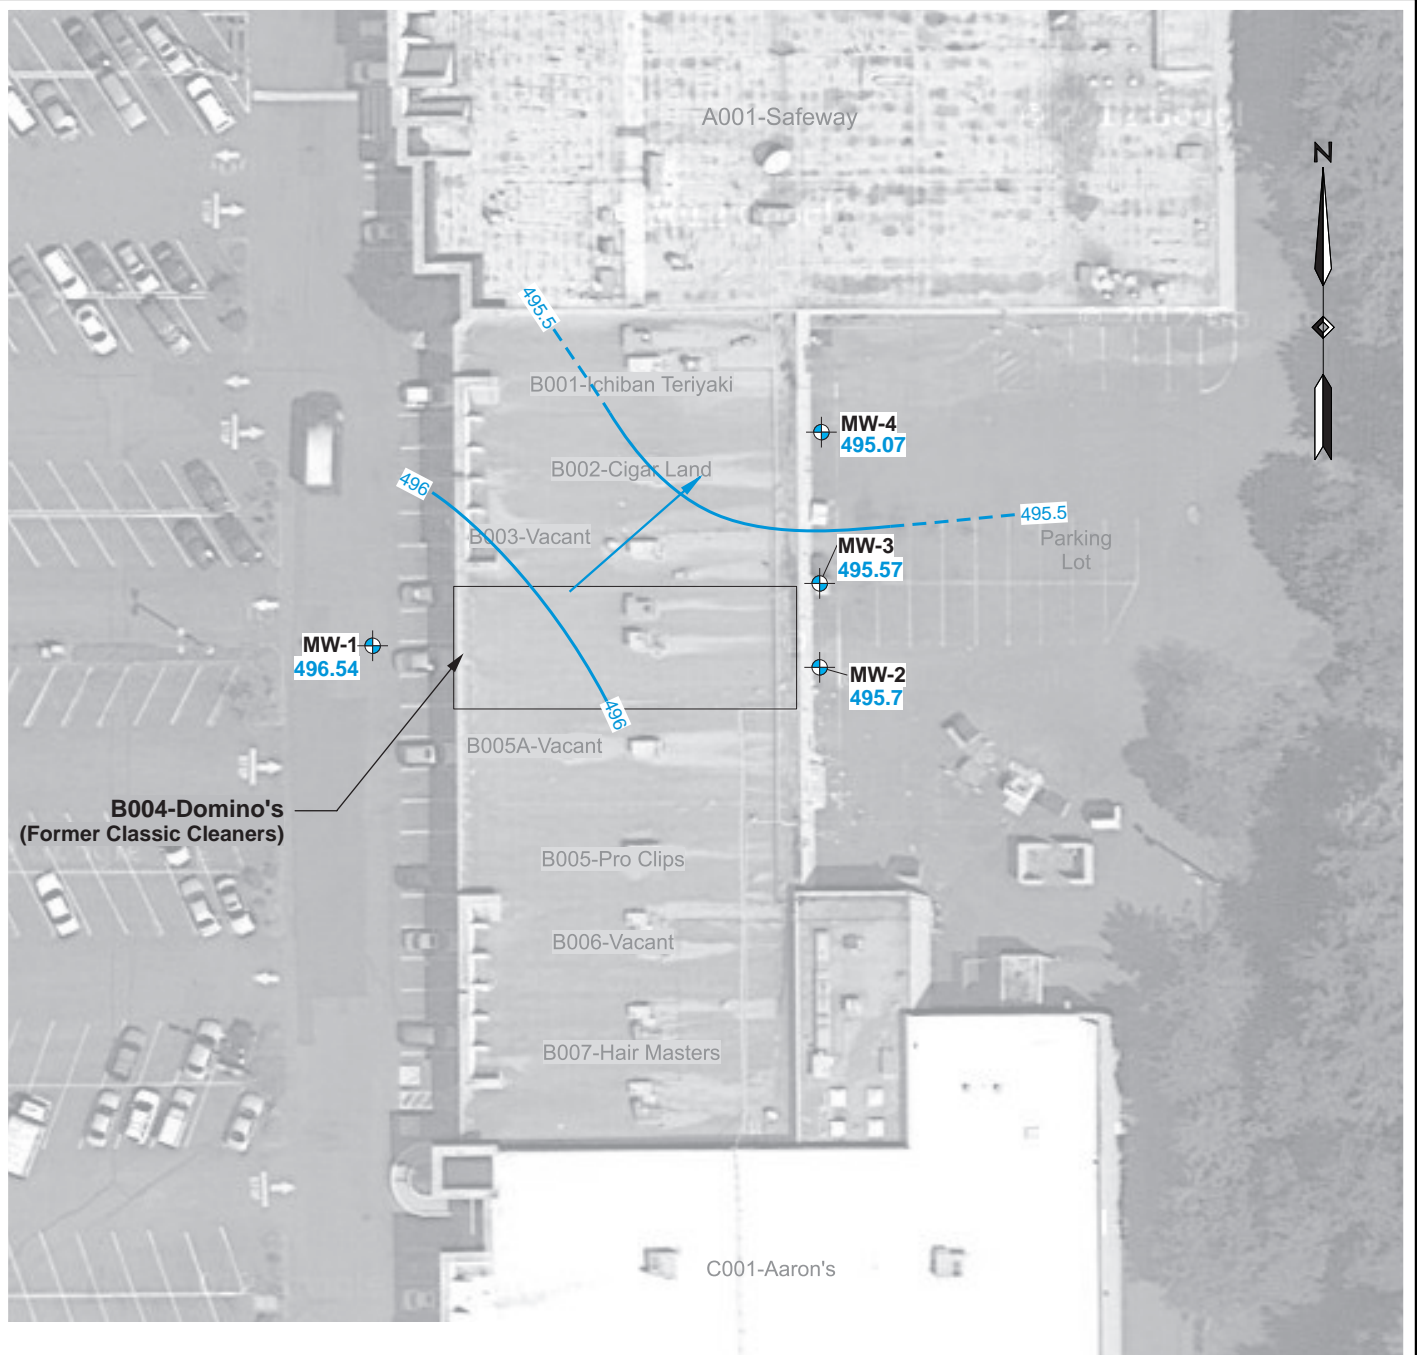 A001-Safeway
N
495.5
B001-Ichiban Teriyaki
MW-4
495.07
B002-Cigar Land
496
495.5
B003-Vacant
Parking
Lot
MW-3
495.57
MW-1
496.54
MW-2
495.7
496
B005A-Vacant
B004-Domino's
(Former Classic Cleaners)
B005-Pro Clips
B006-Vacant
B007-Hair Masters
C001-Aaron's